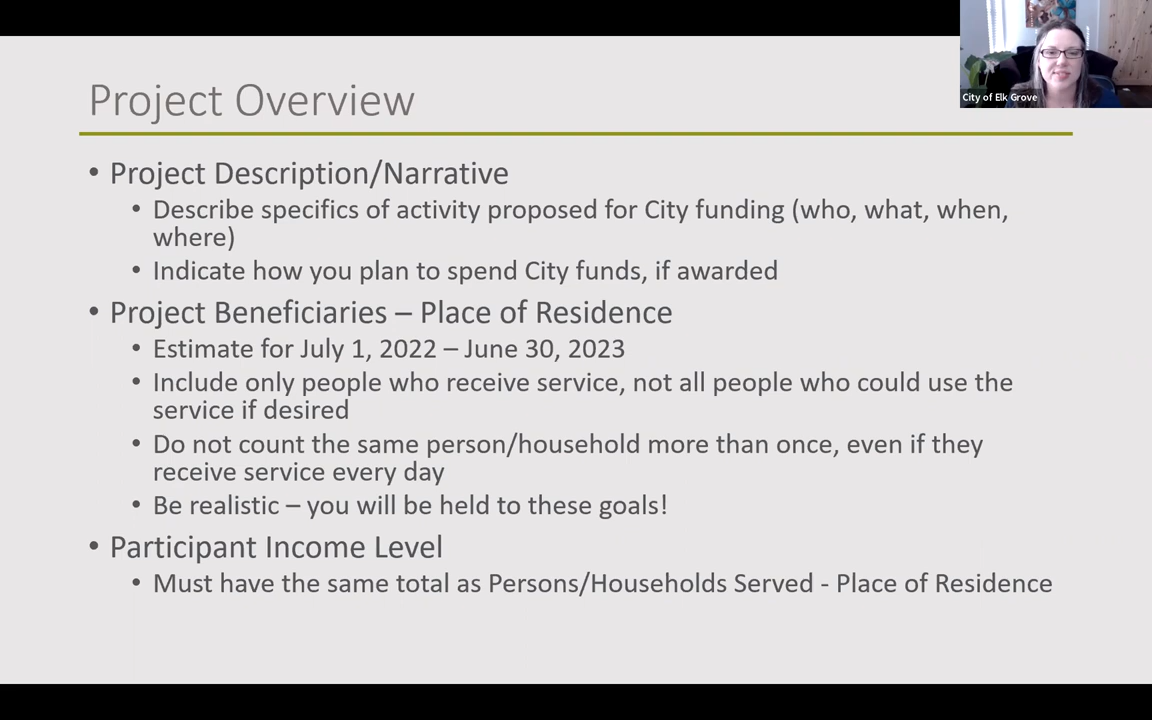 City of Elk Grove
Project Overview
• Project Description/Narrative
• Describe specifics of activity proposed for City funding (who, what, when,
where)
• Indicate how you plan to spend City funds, if awarded
• Project Beneficiaries – Place of Residence
• Estimate for July 1, 2022 – June 30, 2023
• Include only people who receive service, not all people who could use the
service if desired
• Do not count the same person/household more than once, even if they
receive service every day
• Be realistic – you will be held to these goals!
• Participant Income Level
• Must have the same total as Persons/Households Served - Place of Residence